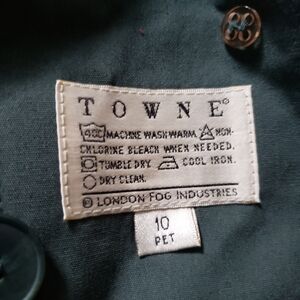 TOWNE®
40C MACHINE WASH WARM NON-
CHLORINE BLEACH WHEN NEEDED.
TUMBLE DRY. COOL IRON.
DRY CLEAN.
® LONDON FOG INDUSTRIES
10
PET